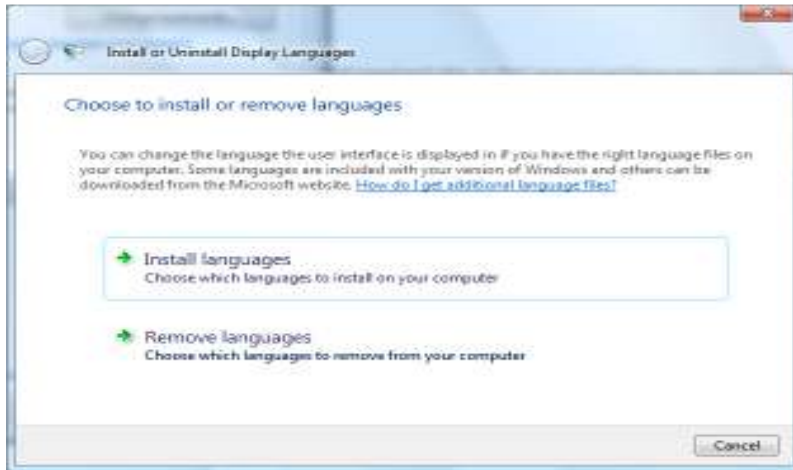 Install or Uninstall Display Languages
Choose to install or remove languages
You can change the language the user interface is displayed in if you have the right language files on
your computer. Some languages are included with your version of Windows and others can be
downloaded from the Microsoft website. How do I get additional language files?
Install languages
Choose which languages to install on your computer
Remove languages
Choose which languages to remove from your computer
Cancel